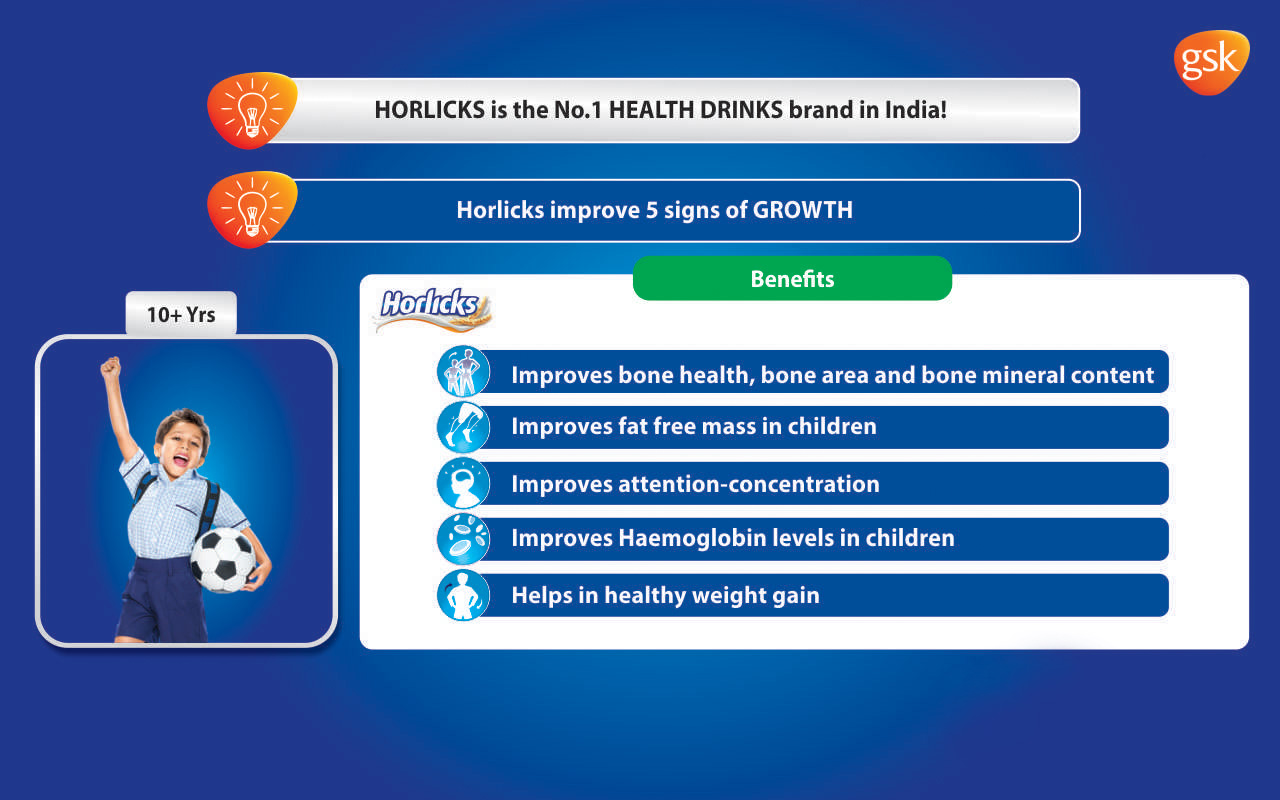 gsk
HORLICKS is the No.1 HEALTH DRINKS brand in India!
Horlicks improve 5 signs of GROWTH
Benefits
10+ Yrs
Horlicks
Improves bone health, bone area and bone mineral content
Improves fat free mass in children
Improves attention-concentration
Improves Haemoglobin levels in children
Helps in healthy weight gain